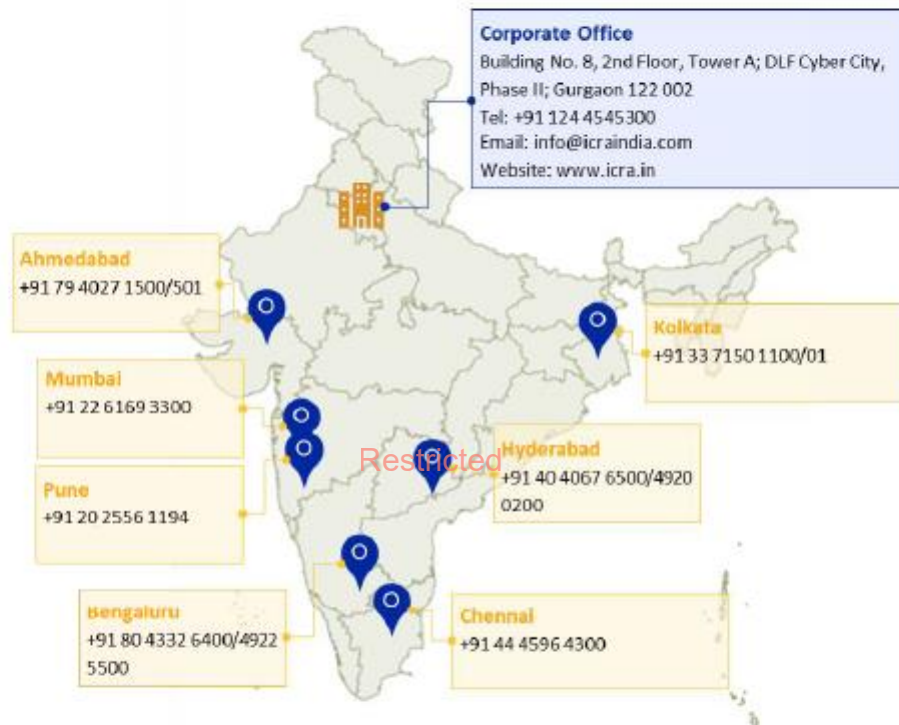 Corporate Office
Building No. 8, 2nd Floor, Tower A; DLF Cyber City,
Phase II; Gurgaon 122 002
Tel: +91 124 4545300
Email: info@icraindia.com
Website: www.icra.in
Ahmedabad
+91 79 4027 1500/501
Kolkata
+91 33 7150 1100/01
Mumbai
+91 22 6169 3300
Restricted
Hyderabad
+91 40 4067 6500/4920
0200
Pune
+91 20 2556 1194
Bengaluru
+91 80 4332 6400/4922
5500
Chennai
+91 44 4596 4300